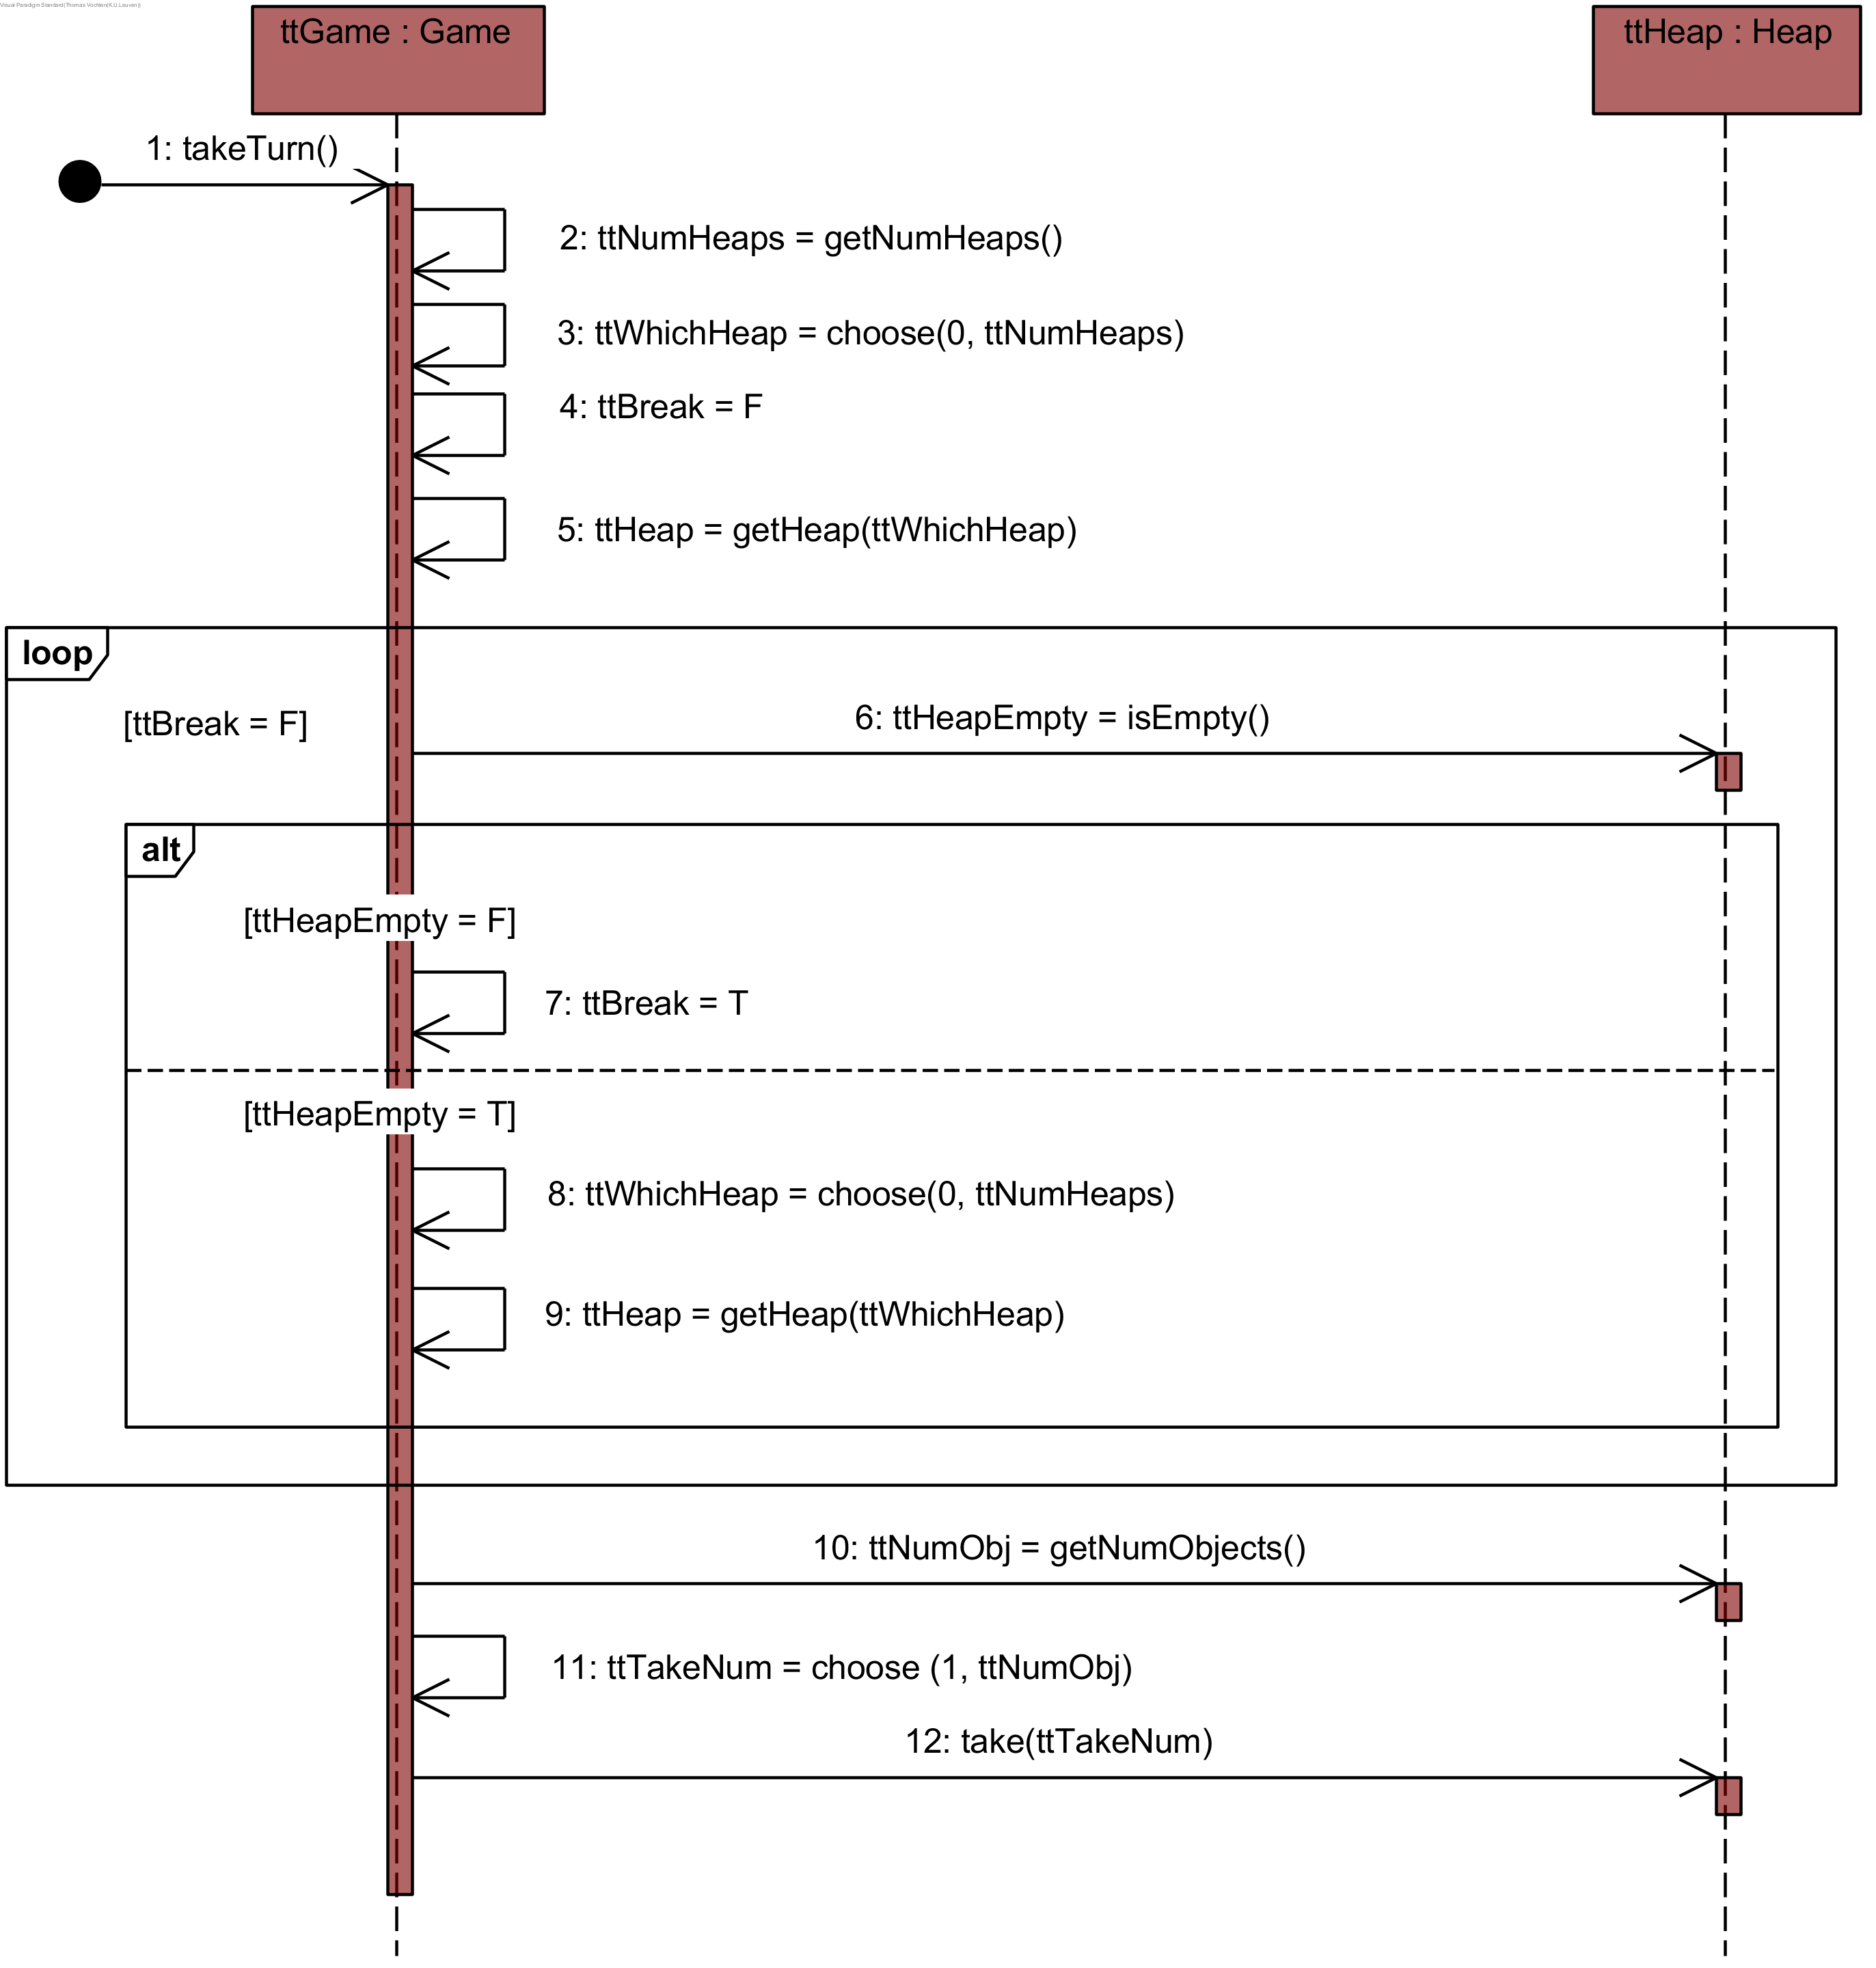 Visual Paradigm Standard(Thomas Vochten(K.U.Leuven))
ttGame : Game
ttHeap : Heap
1: takeTurn()
2: ttNumHeaps = getNumHeaps()
3: ttWhichHeap = choose(0, ttNumHeaps)
4: ttBreak = F
5: ttHeap = getHeap(ttWhichHeap)
loop
[ttBreak = F]
6: ttHeapEmpty = isEmpty()
alt
[ttHeapEmpty = F]
7: ttBreak = T
[ttHeapEmpty = T]
8: ttWhichHeap = choose(0, ttNumHeaps)
9: ttHeap = getHeap(ttWhichHeap)
10: ttNumObj = getNumObjects()
11: ttTakeNum = choose (1, ttNumObj)
12: take(ttTakeNum)